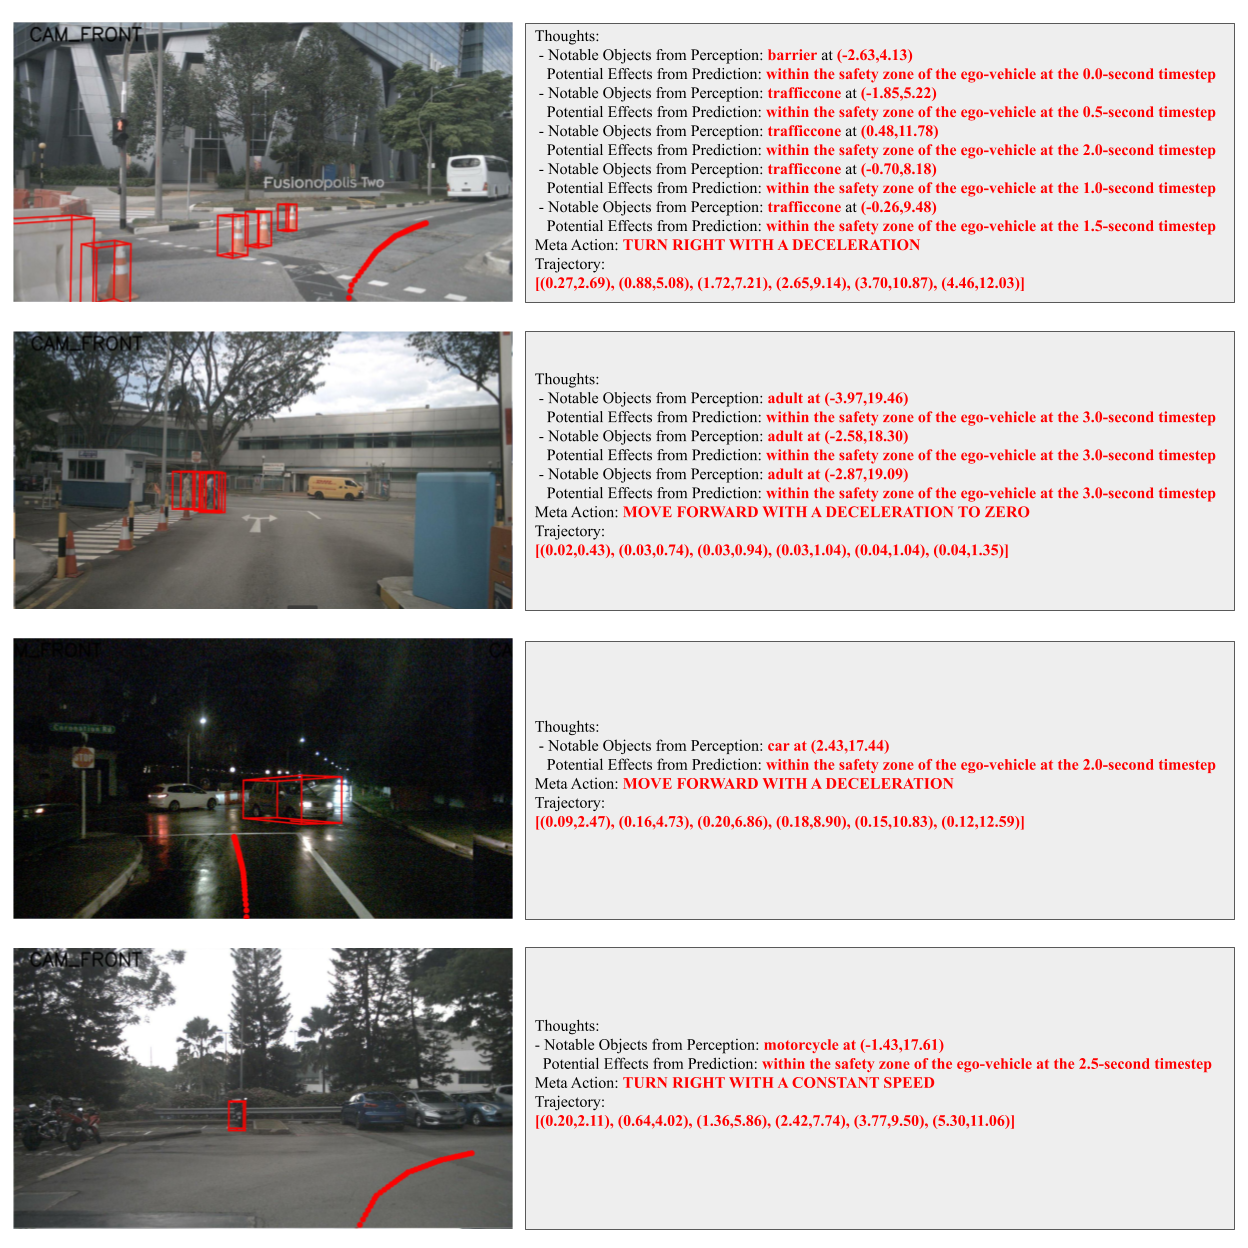 CAM_FRONT
Fusionopolis Two
Thoughts:
- Notable Objects from Perception: barrier at (-2.63,4.13)
Potential Effects from Prediction: within the safety zone of the ego-vehicle at the 0.0-second timestep
- Notable Objects from Perception: trafficcone at (-1.85,5.22)
Potential Effects from Prediction: within the safety zone of the ego-vehicle at the 0.5-second timestep
- Notable Objects from Perception: trafficcone at (0.48,11.78)
Potential Effects from Prediction: within the safety zone of the ego-vehicle at the 2.0-second timestep
- Notable Objects from Perception: trafficcone at (-0.70,8.18)
Potential Effects from Prediction: within the safety zone of the ego-vehicle at the 1.0-second timestep
- Notable Objects from Perception: trafficcone at (-0.26,9.48)
Potential Effects from Prediction: within the safety zone of the ego-vehicle at the 1.5-second timestep
Meta Action: TURN RIGHT WITH A DECELERATION
Trajectory:
[(0.27,2.69), (0.88,5.08), (1.72,7.21), (2.65,9.14), (3.70,10.87), (4.46,12.03)]
CAM_FRONT
Thoughts:
- Notable Objects from Perception: adult at (-3.97,19.46)
Potential Effects from Prediction: within the safety zone of the ego-vehicle at the 3.0-second timestep
- Notable Objects from Perception: adult at (-2.58,18.30)
Potential Effects from Prediction: within the safety zone of the ego-vehicle at the 3.0-second timestep
- Notable Objects from Perception: adult at (-2.87,19.09)
Potential Effects from Prediction: within the safety zone of the ego-vehicle at the 3.0-second timestep
Meta Action: MOVE FORWARD WITH A DECELERATION TO ZERO
Trajectory:
[(0.02,0.43), (0.03,0.74), (0.03,0.94), (0.03,1.04), (0.04,1.04), (0.04,1.35)]
M_FRONT
CA
Coronation Rd
Thoughts:
- Notable Objects from Perception: car at (2.43,17.44)
Potential Effects from Prediction: within the safety zone of the ego-vehicle at the 2.0-second timestep
Meta Action: MOVE FORWARD WITH A DECELERATION
Trajectory:
[(0.09,2.47), (0.16,4.73), (0.20,6.86), (0.18,8.90), (0.15,10.83), (0.12,12.59)]
CAM_FRONT
Thoughts:
- Notable Objects from Perception: motorcycle at (-1.43,17.61)
Potential Effects from Prediction: within the safety zone of the ego-vehicle at the 2.5-second timestep
Meta Action: TURN RIGHT WITH A CONSTANT SPEED
Trajectory:
[(0.20,2.11), (0.64,4.02), (1.36,5.86), (2.42,7.74), (3.77,9.50), (5.30,11.06)]